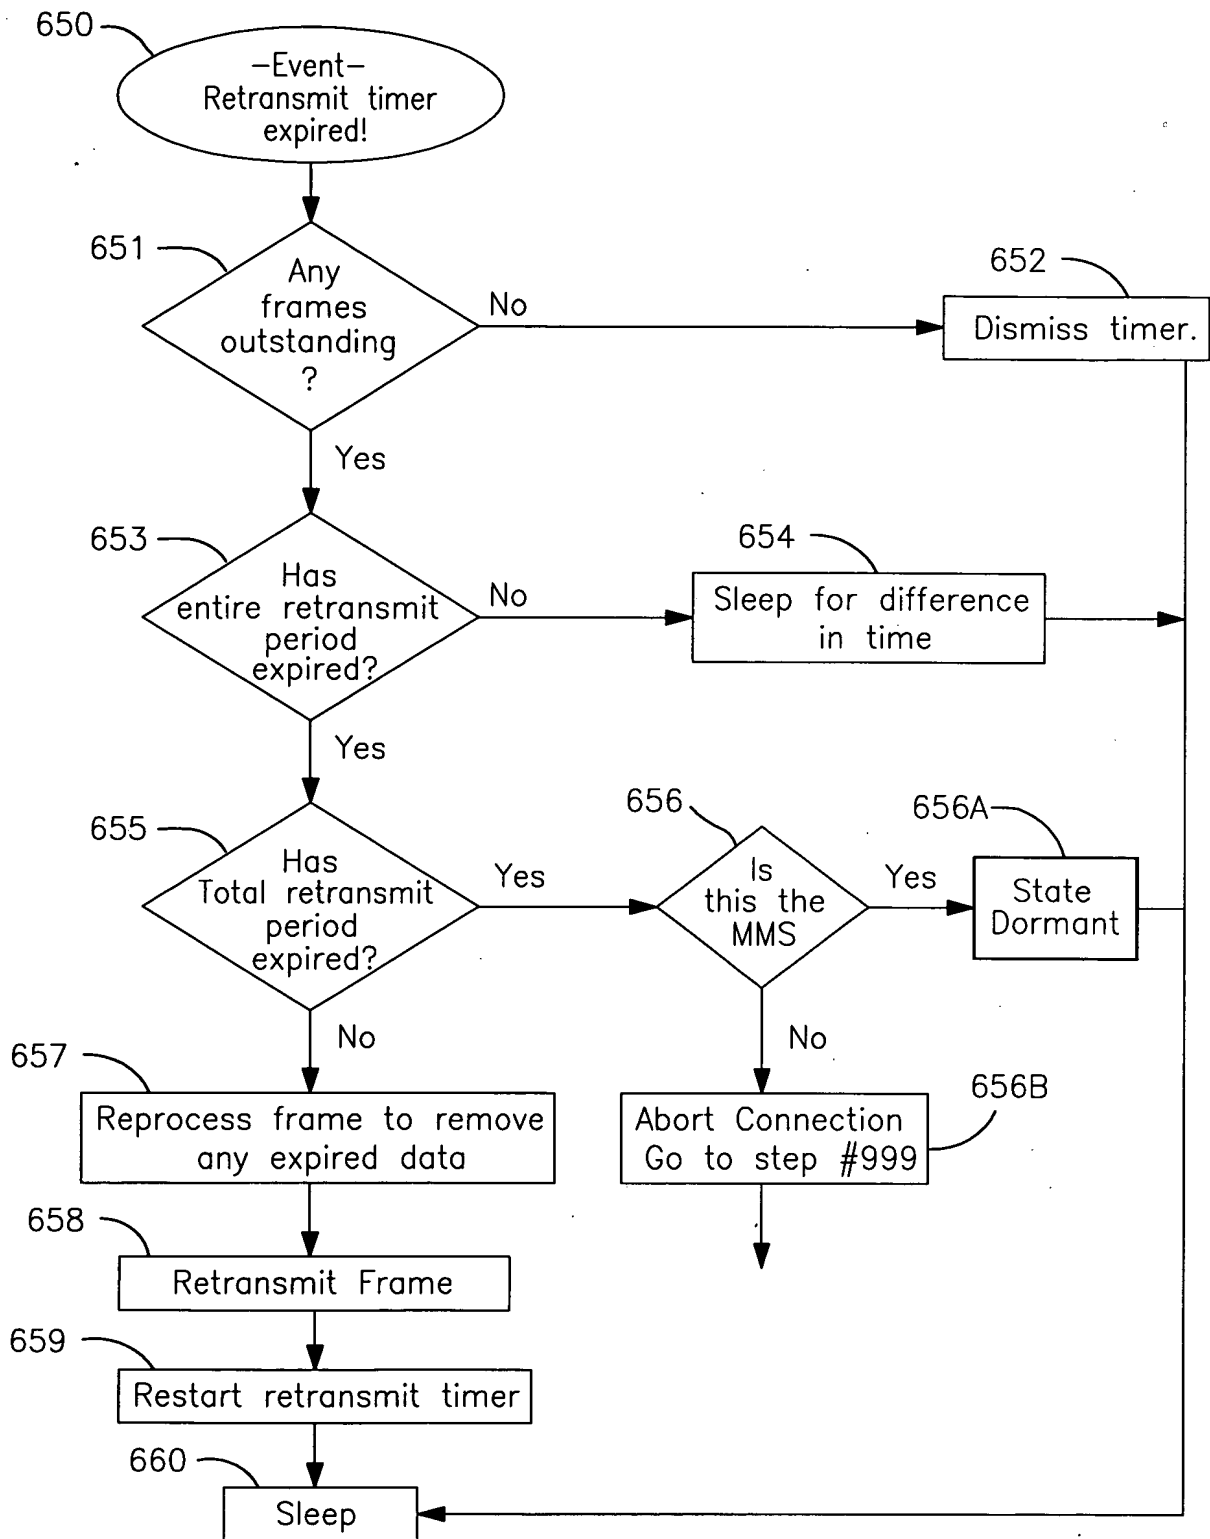 650
-Event-
Retransmit timer
expired!
651
Any
frames
outstanding
?
No
652
Dismiss timer.
Yes
653
Has
entire retransmit
period
expired?
No
654
Sleep for difference
in time
Yes
655
Has
Total retransmit
period
expired?
Yes
656
Is
this the
MMS
Yes
656A
State
Dormant
No
657
Reprocess frame to remove
any expired data
No
656B
Abort Connection
Go to step #999
658
Retransmit Frame
659
Restart retransmit timer
660
Sleep